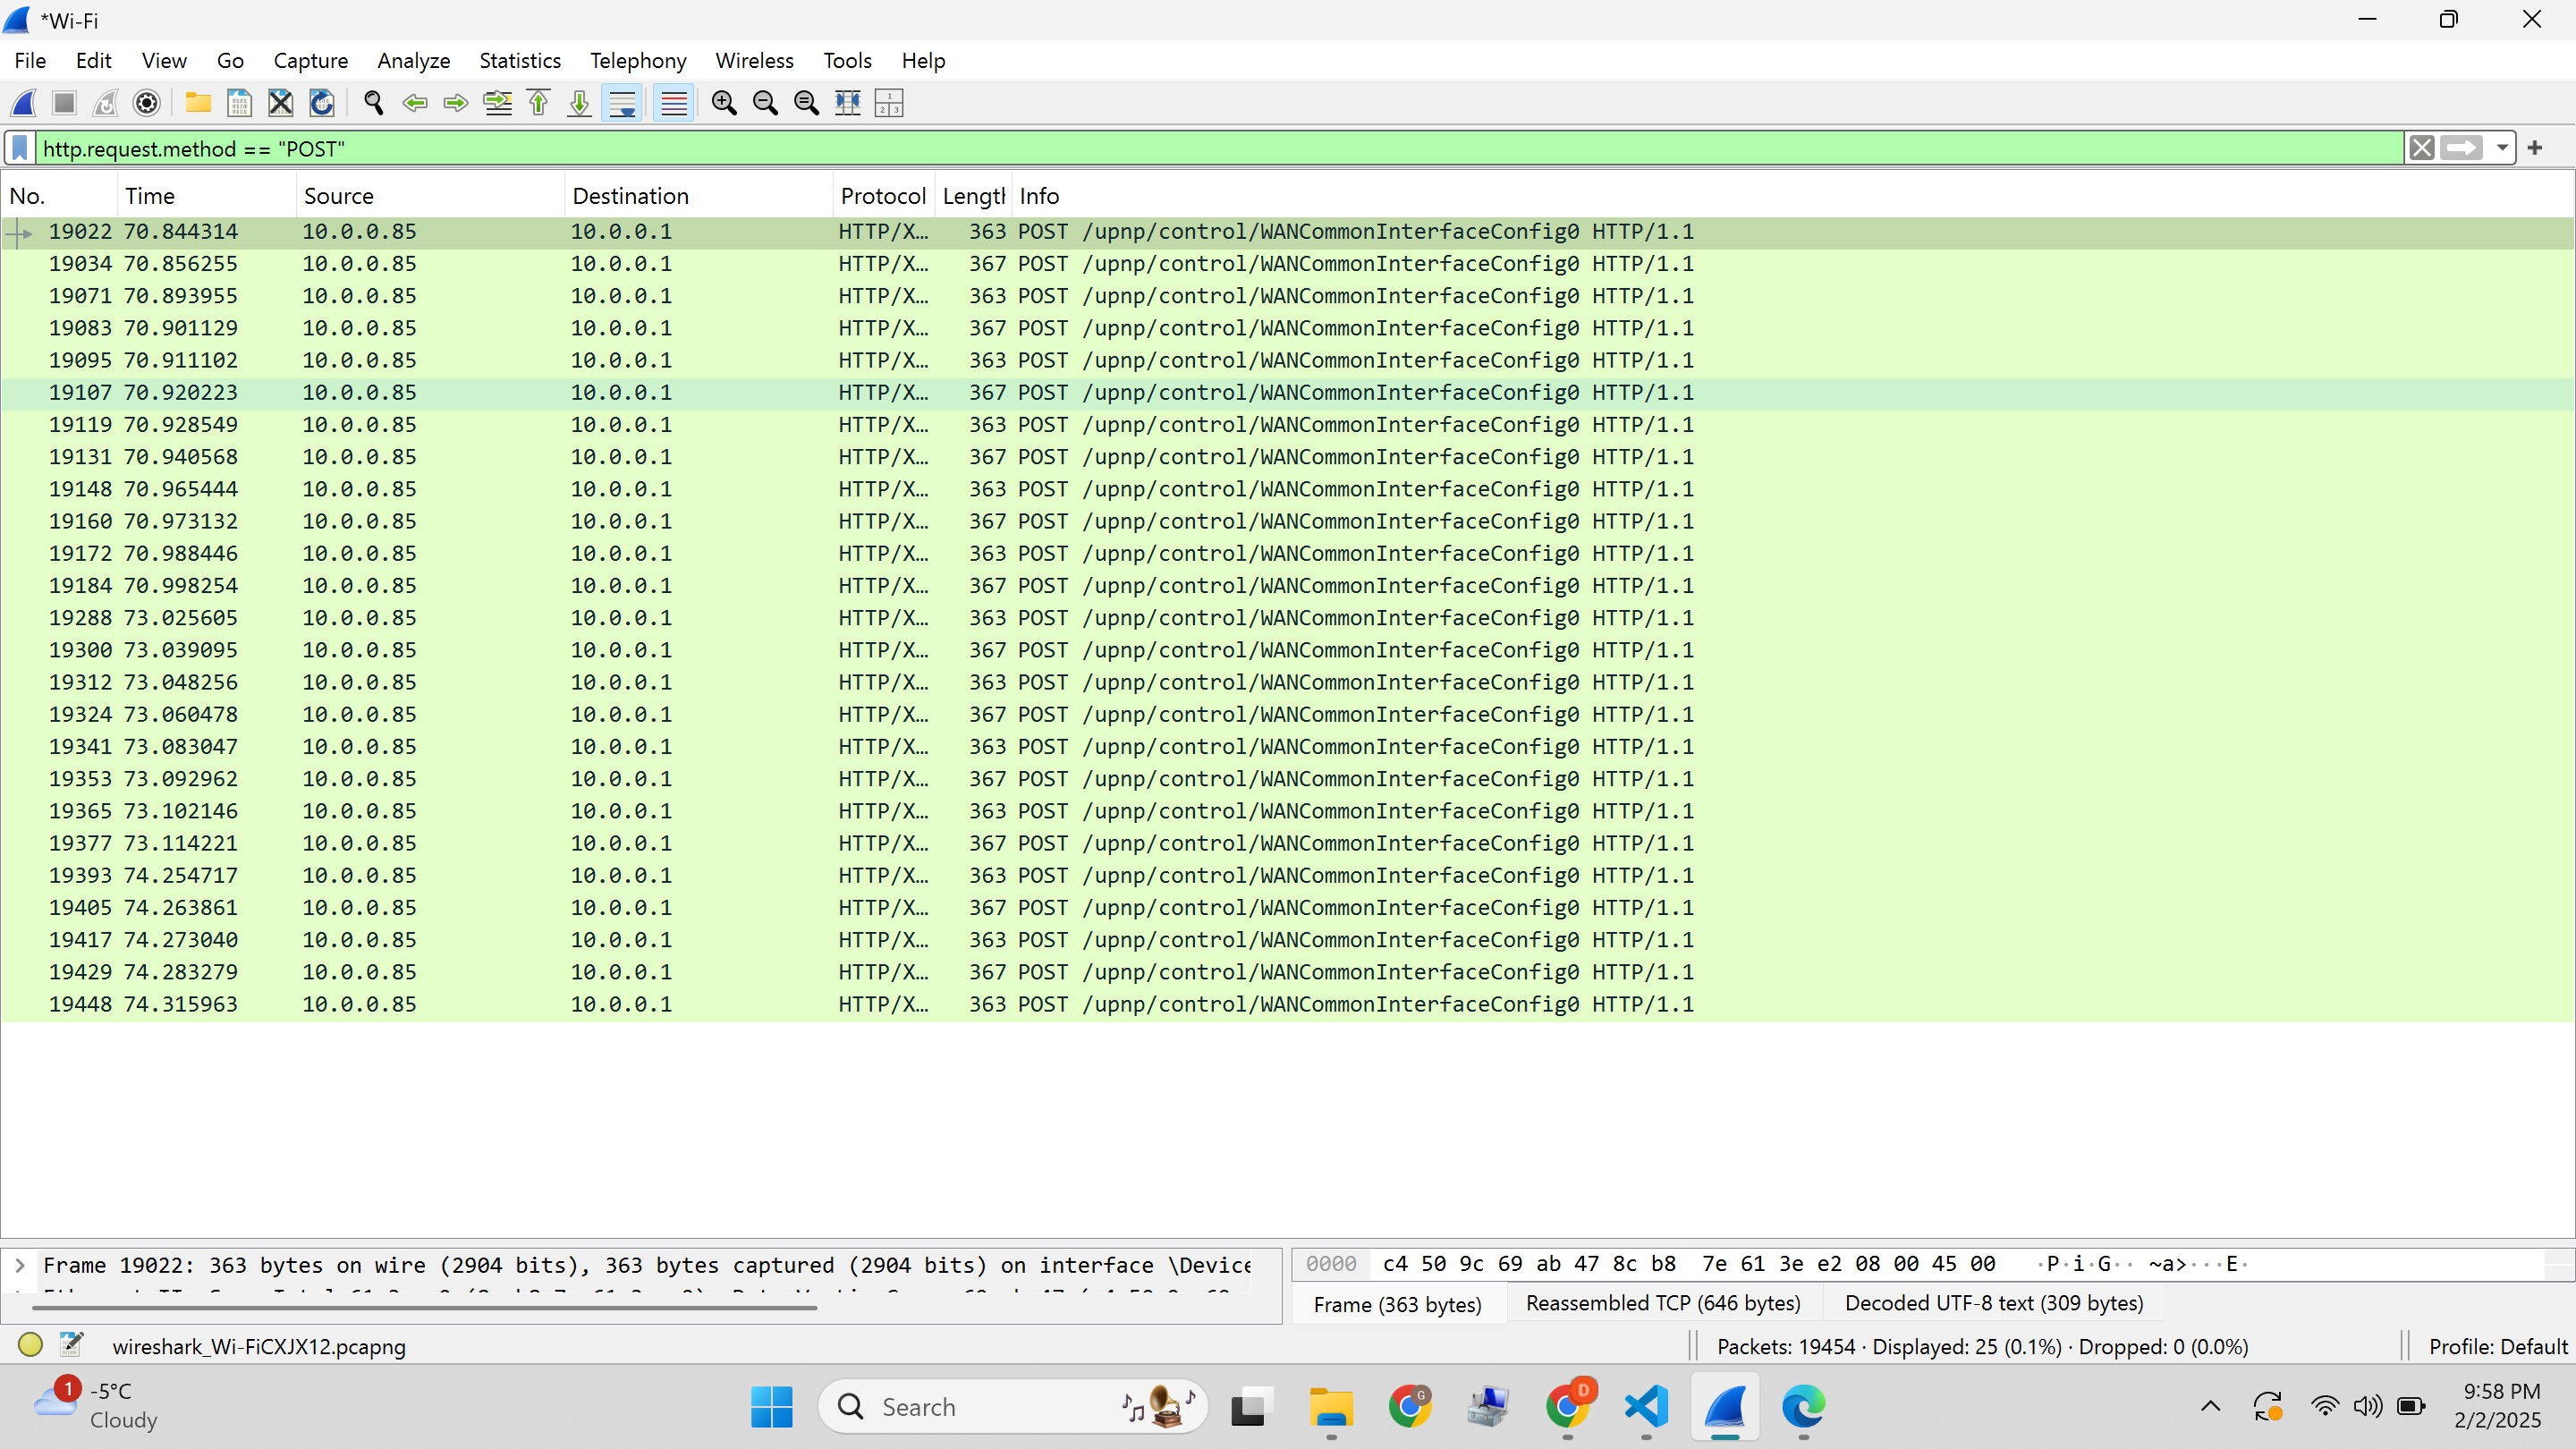 *Wi-Fi
File Edit View Go Capture Analyze Statistics Telephony Wireless Tools Help
http.request.method == "POST"
No. Time Source Destination Protocol Length Info
19022 70.844314 10.0.0.85 10.0.0.1 HTTP/X… 363 POST /upnp/control/WANCommonInterfaceConfig0 HTTP/1.1
19034 70.856255 10.0.0.85 10.0.0.1 HTTP/X… 367 POST /upnp/control/WANCommonInterfaceConfig0 HTTP/1.1
19071 70.893955 10.0.0.85 10.0.0.1 HTTP/X… 363 POST /upnp/control/WANCommonInterfaceConfig0 HTTP/1.1
19083 70.901129 10.0.0.85 10.0.0.1 HTTP/X… 367 POST /upnp/control/WANCommonInterfaceConfig0 HTTP/1.1
19095 70.911102 10.0.0.85 10.0.0.1 HTTP/X… 363 POST /upnp/control/WANCommonInterfaceConfig0 HTTP/1.1
19107 70.920223 10.0.0.85 10.0.0.1 HTTP/X… 367 POST /upnp/control/WANCommonInterfaceConfig0 HTTP/1.1
19119 70.928549 10.0.0.85 10.0.0.1 HTTP/X… 363 POST /upnp/control/WANCommonInterfaceConfig0 HTTP/1.1
19131 70.940568 10.0.0.85 10.0.0.1 HTTP/X… 367 POST /upnp/control/WANCommonInterfaceConfig0 HTTP/1.1
19148 70.965444 10.0.0.85 10.0.0.1 HTTP/X… 363 POST /upnp/control/WANCommonInterfaceConfig0 HTTP/1.1
19160 70.973132 10.0.0.85 10.0.0.1 HTTP/X… 367 POST /upnp/control/WANCommonInterfaceConfig0 HTTP/1.1
19172 70.988446 10.0.0.85 10.0.0.1 HTTP/X… 363 POST /upnp/control/WANCommonInterfaceConfig0 HTTP/1.1
19184 70.998254 10.0.0.85 10.0.0.1 HTTP/X… 367 POST /upnp/control/WANCommonInterfaceConfig0 HTTP/1.1
19288 73.025605 10.0.0.85 10.0.0.1 HTTP/X… 363 POST /upnp/control/WANCommonInterfaceConfig0 HTTP/1.1
19300 73.039095 10.0.0.85 10.0.0.1 HTTP/X… 367 POST /upnp/control/WANCommonInterfaceConfig0 HTTP/1.1
19312 73.048256 10.0.0.85 10.0.0.1 HTTP/X… 363 POST /upnp/control/WANCommonInterfaceConfig0 HTTP/1.1
19324 73.060478 10.0.0.85 10.0.0.1 HTTP/X… 367 POST /upnp/control/WANCommonInterfaceConfig0 HTTP/1.1
19341 73.083047 10.0.0.85 10.0.0.1 HTTP/X… 363 POST /upnp/control/WANCommonInterfaceConfig0 HTTP/1.1
19353 73.092962 10.0.0.85 10.0.0.1 HTTP/X… 367 POST /upnp/control/WANCommonInterfaceConfig0 HTTP/1.1
19365 73.102146 10.0.0.85 10.0.0.1 HTTP/X… 363 POST /upnp/control/WANCommonInterfaceConfig0 HTTP/1.1
19377 73.114221 10.0.0.85 10.0.0.1 HTTP/X… 367 POST /upnp/control/WANCommonInterfaceConfig0 HTTP/1.1
19393 74.254717 10.0.0.85 10.0.0.1 HTTP/X… 363 POST /upnp/control/WANCommonInterfaceConfig0 HTTP/1.1
19405 74.263861 10.0.0.85 10.0.0.1 HTTP/X… 367 POST /upnp/control/WANCommonInterfaceConfig0 HTTP/1.1
19417 74.273040 10.0.0.85 10.0.0.1 HTTP/X… 363 POST /upnp/control/WANCommonInterfaceConfig0 HTTP/1.1
19429 74.283279 10.0.0.85 10.0.0.1 HTTP/X… 367 POST /upnp/control/WANCommonInterfaceConfig0 HTTP/1.1
19448 74.315963 10.0.0.85 10.0.0.1 HTTP/X… 363 POST /upnp/control/WANCommonInterfaceConfig0 HTTP/1.1
Frame 19022: 363 bytes on wire (2904 bits), 363 bytes captured (2904 bits) on interface \Device
0000 c4 50 9c 69 ab 47 8c b8 7e 61 3e e2 08 00 45 00 ·P·i·G·· ~a>···E·
Frame (363 bytes) Reassembled TCP (646 bytes) Decoded UTF-8 text (309 bytes)
wireshark_Wi-FiCXJX12.pcapng Packets: 19454 · Displayed: 25 (0.1%) · Dropped: 0 (0.0%) Profile: Default
1 -5°C
Cloudy
Search
G
D
9:58 PM
2/2/2025